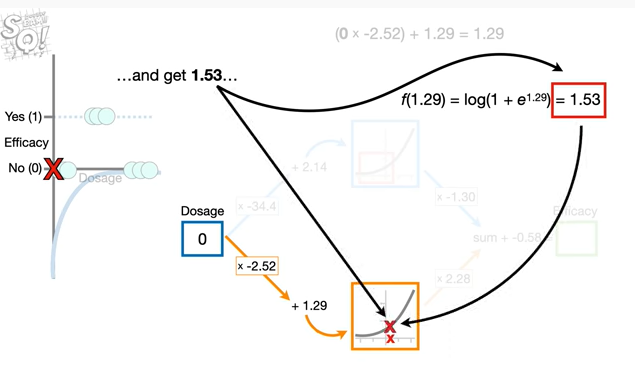 StatQuest!
(0 x -2.52) + 1.29 = 1.29
…and get 1.53…
f(1.29) = log(1 + e^1.29) = 1.53
Yes (1)
Efficacy
No (0)
Dosage
+ 2.14
x -34.4
x -1.30
Dosage
Efficacy
0
sum + -0.58
x -2.52
x 2.28
+ 1.29